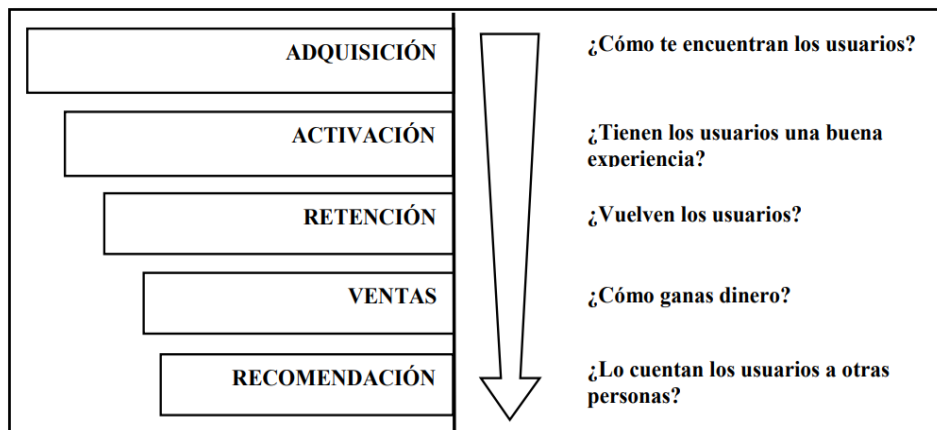 ADQUISICIÓN
¿Cómo te encuentran los usuarios?
ACTIVACIÓN
¿Tienen los usuarios una buena
experiencia?
RETENCIÓN
¿Vuelven los usuarios?
VENTAS
¿Cómo ganas dinero?
RECOMENDACIÓN
¿Lo cuentan los usuarios a otras
personas?